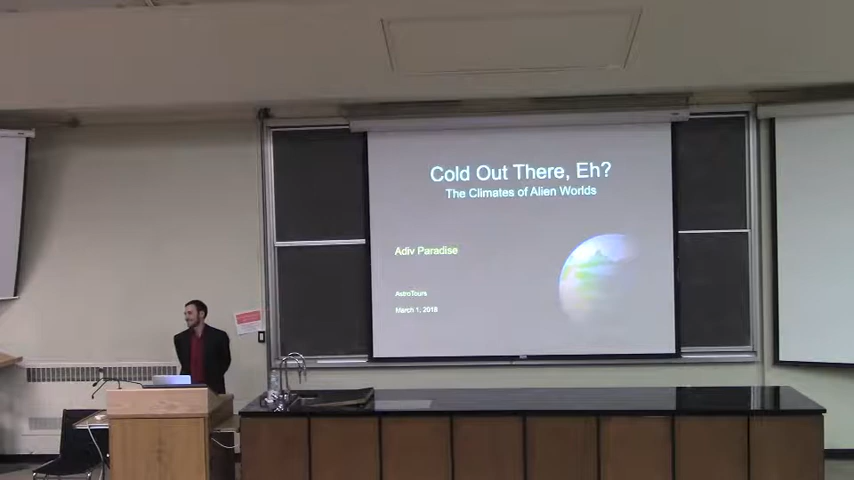 Cold Out There, Eh?
The Climates of Alien Worlds
Adiv Paradise
AstroTours
March 1, 2018